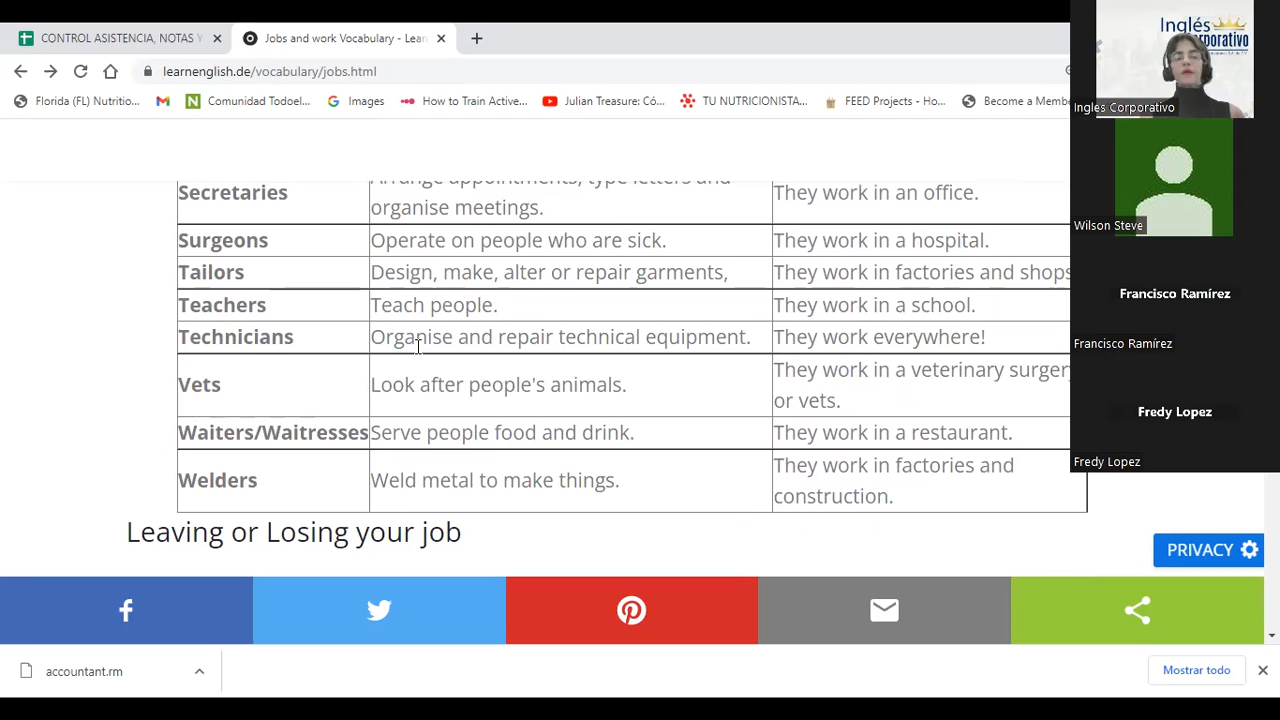 CONTROL ASISTENCIA, NOTAS Y
Jobs and work Vocabulary - Lear
learnenglish.de/vocabulary/jobs.html
Florida (FL) Nutritio...
Comunidad Todoel...
Images
How to Train Active...
Julian Treasure: Có...
TU NUTRICIONISTA...
FEED Projects - Ho...
Become a Membe
Inglés
Corporativo
Ingles Corporativo
Wilson Steve
Francisco Ramírez
Francisco Ramírez
Fredy Lopez
Fredy Lopez
Secretaries
Arrange appointments, type letters and
organise meetings.
They work in an office.
Surgeons
Operate on people who are sick.
They work in a hospital.
Tailors
Design, make, alter or repair garments,
They work in factories and shops
Teachers
Teach people.
They work in a school.
Technicians
Organise and repair technical equipment.
They work everywhere!
Vets
Look after people's animals.
They work in a veterinary surgery
or vets.
Waiters/Waitresses
Serve people food and drink.
They work in a restaurant.
Welders
Weld metal to make things.
They work in factories and
construction.
Leaving or Losing your job
PRIVACY
accountant.rm
Mostrar todo